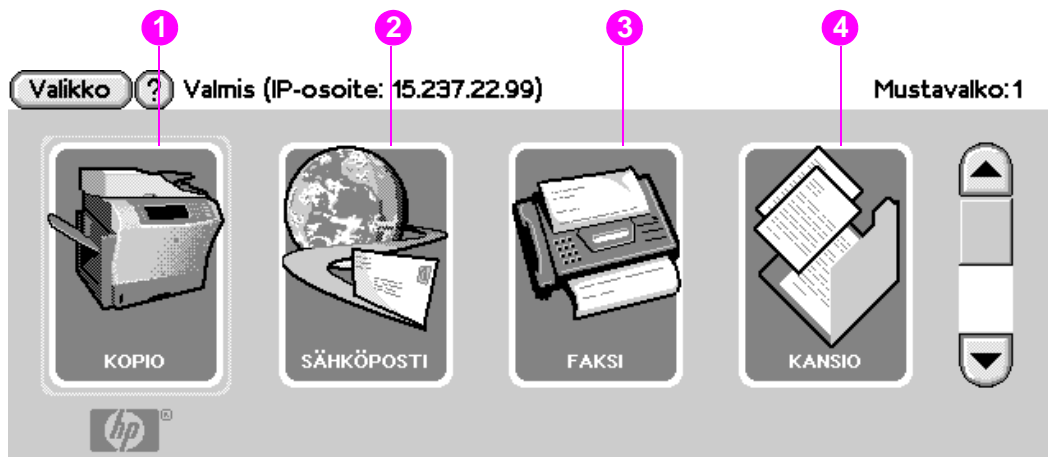 1 2 3 4
Valikko ? Valmis (IP-osoite: 15.237.22.99) Mustavalko:1
KOPIO SÄHKÖPOSTI FAKSI KANSIO
hp®